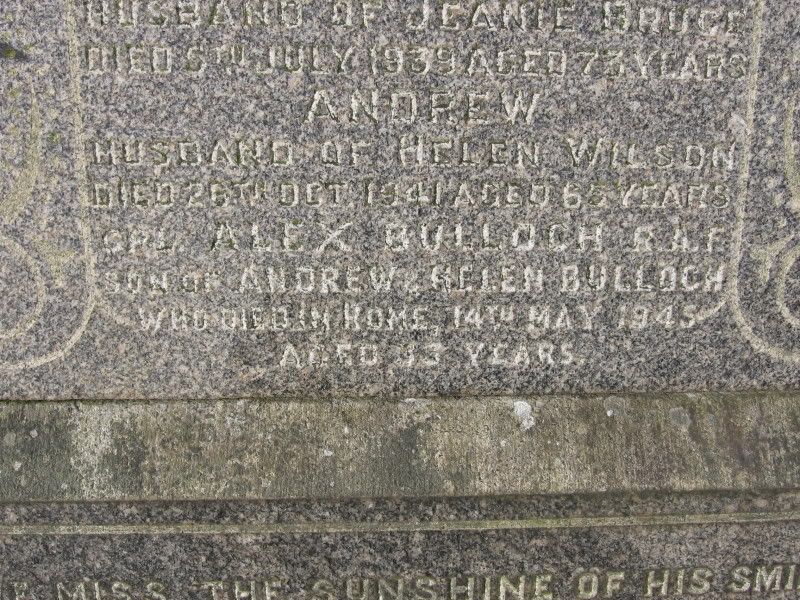 HUSBAND OF JEANIE BRUCE
DIED 5TH JULY 1939 AGED 73 YEARS
ANDREW
HUSBAND OF HELEN WILSON
DIED 26TH OCT 1941 AGED 65 YEARS
CPL. ALEX BULLOCH R.A.F
SON OF ANDREW & HELEN BULLOCH
WHO DIED IN ROME, 14TH MAY 1945
AGED 33 YEARS
MISS THE SUNSHINE OF HIS SMI